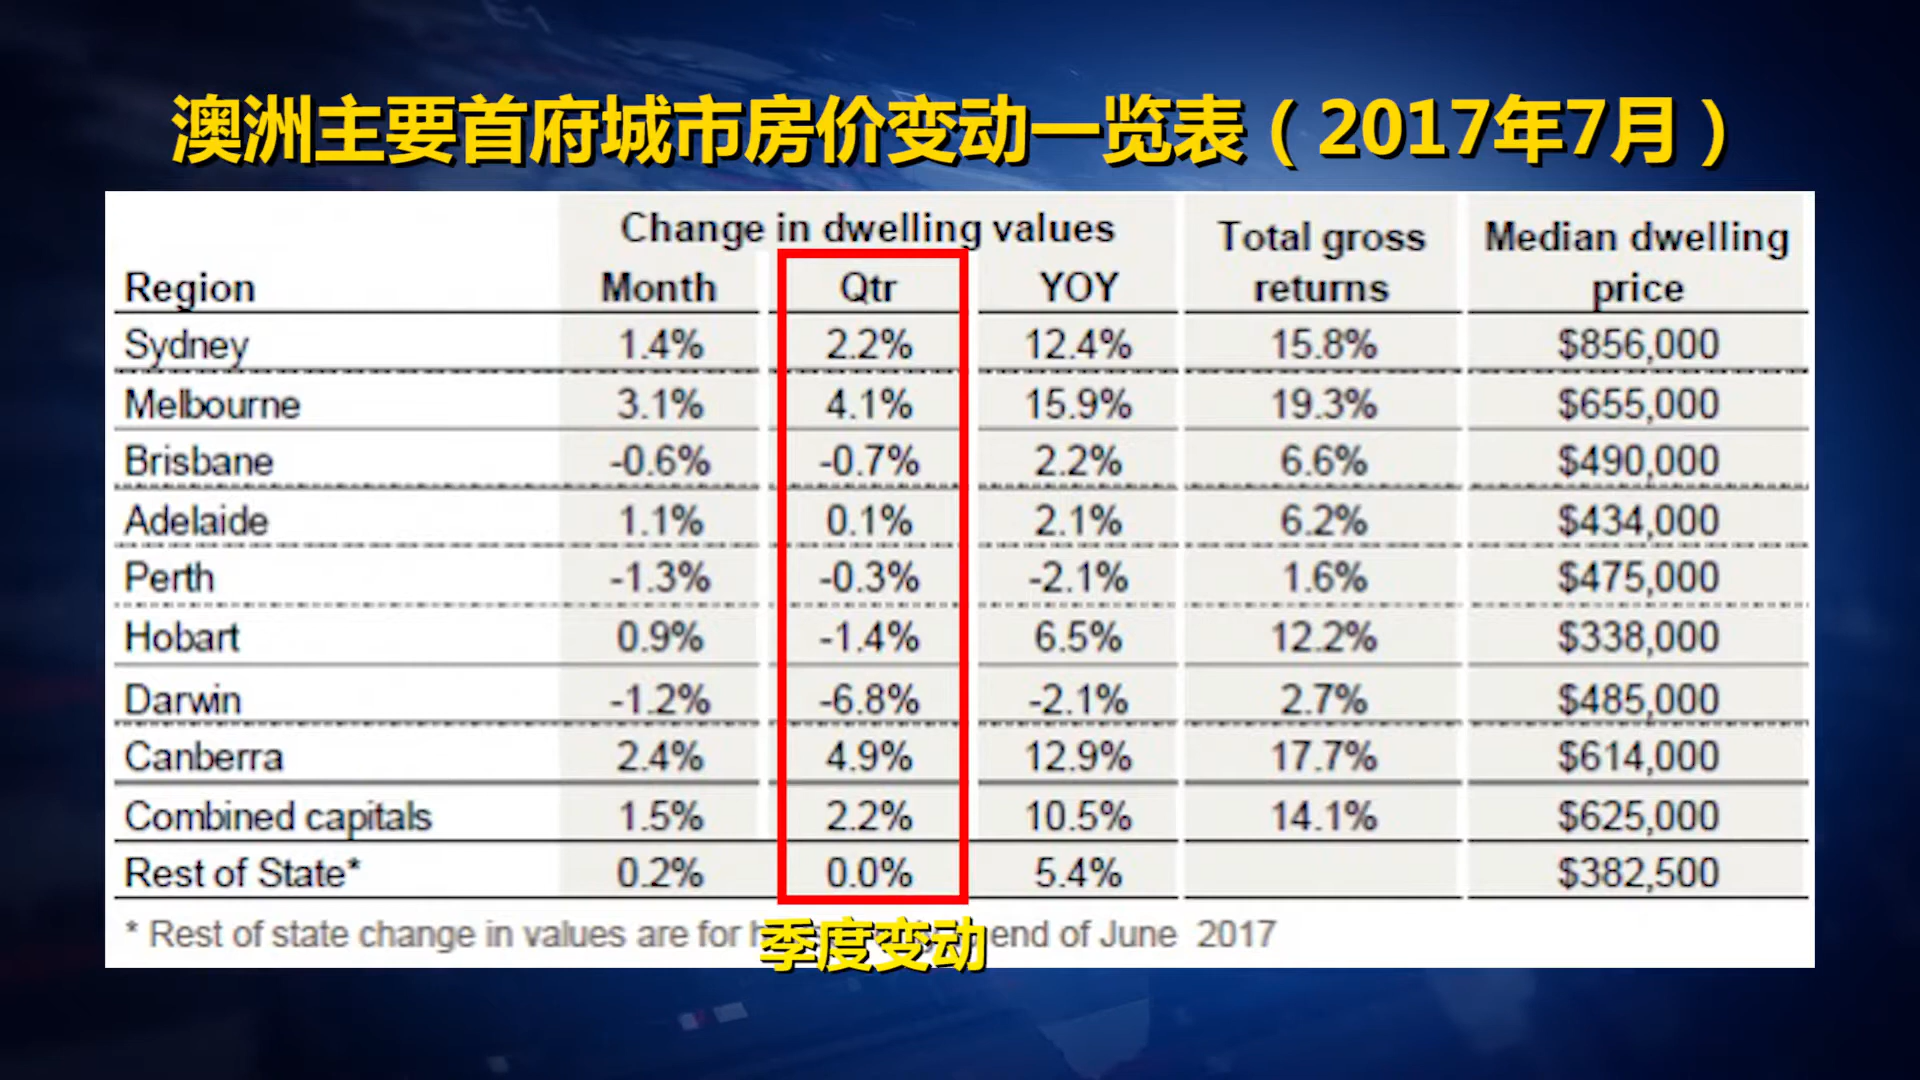 澳洲主要首府城市房价变动一览表（2017年7月）
Change in dwelling values Total gross returns Median dwelling price
Region Month Qtr YOY
Sydney 1.4% 2.2% 12.4% 15.8% $856,000
Melbourne 3.1% 4.1% 15.9% 19.3% $655,000
Brisbane -0.6% -0.7% 2.2% 6.6% $490,000
Adelaide 1.1% 0.1% 2.1% 6.2% $434,000
Perth -1.3% -0.3% -2.1% 1.6% $475,000
Hobart 0.9% -1.4% 6.5% 12.2% $338,000
Darwin -1.2% -6.8% -2.1% 2.7% $485,000
Canberra 2.4% 4.9% 12.9% 17.7% $614,000
Combined capitals 1.5% 2.2% 10.5% 14.1% $625,000
Rest of State* 0.2% 0.0% 5.4% $382,500
* Rest of state change in values are for end of June 2017
季度变动